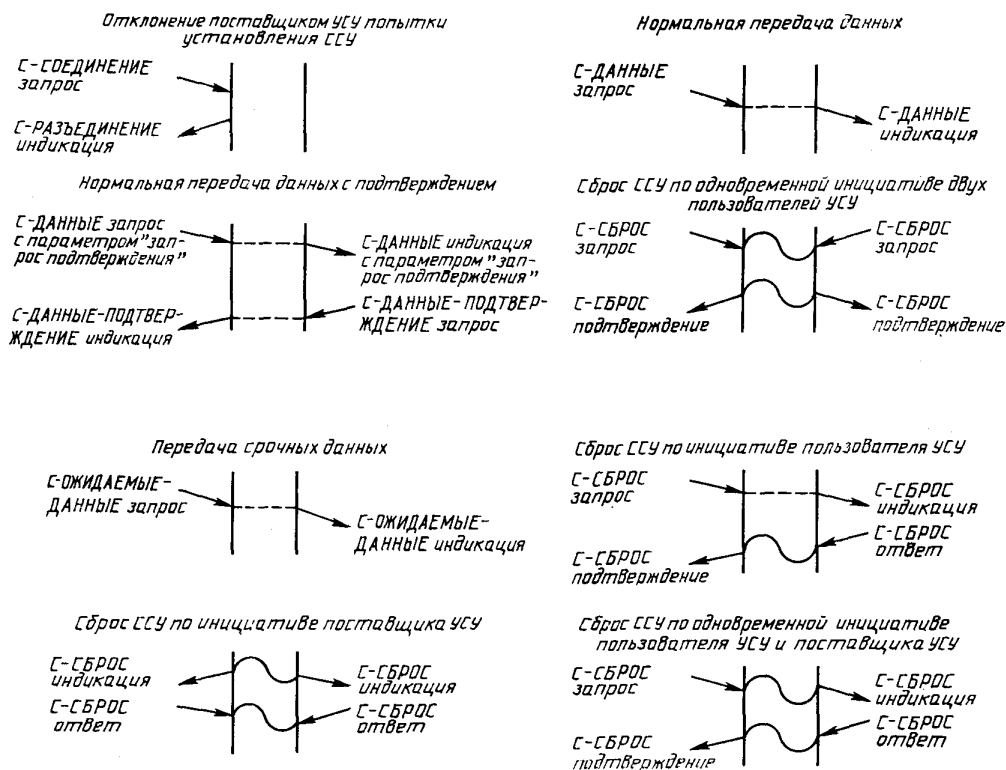 Отклонение поставщиком УСУ попытки
установления ССУ
С-СОЕДИНЕНИЕ
запрос
С-РАЗЪЕДИНЕНИЕ
индикация
Нормальная передача данных
С-ДАННЫЕ
запрос
С-ДАННЫЕ
индикация
Нормальная передача данных с подтверждением
С-ДАННЫЕ запрос
с параметром "зап-
рос подтверждения"
С-ДАННЫЕ индикация
с параметром "зап-
рос подтверждения"
С-ДАННЫЕ-ПОДТВЕР-
ЖДЕНИЕ индикация
С-ДАННЫЕ-ПОДТВЕР-
ЖДЕНИЕ запрос
Сброс ССУ по одновременной инициативе двух
пользователей УСУ
С-СБРОС
запрос
С-СБРОС
запрос
С-СБРОС
подтверждение
С-СБРОС
подтверждение
Передача срочных данных
С-ОЖИДАЕМЫЕ-
ДАННЫЕ запрос
С-ОЖИДАЕМЫЕ-
ДАННЫЕ индикация
Сброс ССУ по инициативе пользователя УСУ
С-СБРОС
запрос
С-СБРОС
индикация
С-СБРОС
ответ
С-СБРОС
подтверждение
Сброс ССУ по инициативе поставщика УСУ
С-СБРОС
индикация
С-СБРОС
индикация
С-СБРОС
ответ
С-СБРОС
ответ
Сброс ССУ по одновременной инициативе
пользователя УСУ и поставщика УСУ
С-СБРОС
запрос
С-СБРОС
индикация
С-СБРОС
ответ
С-СБРОС
подтверждение